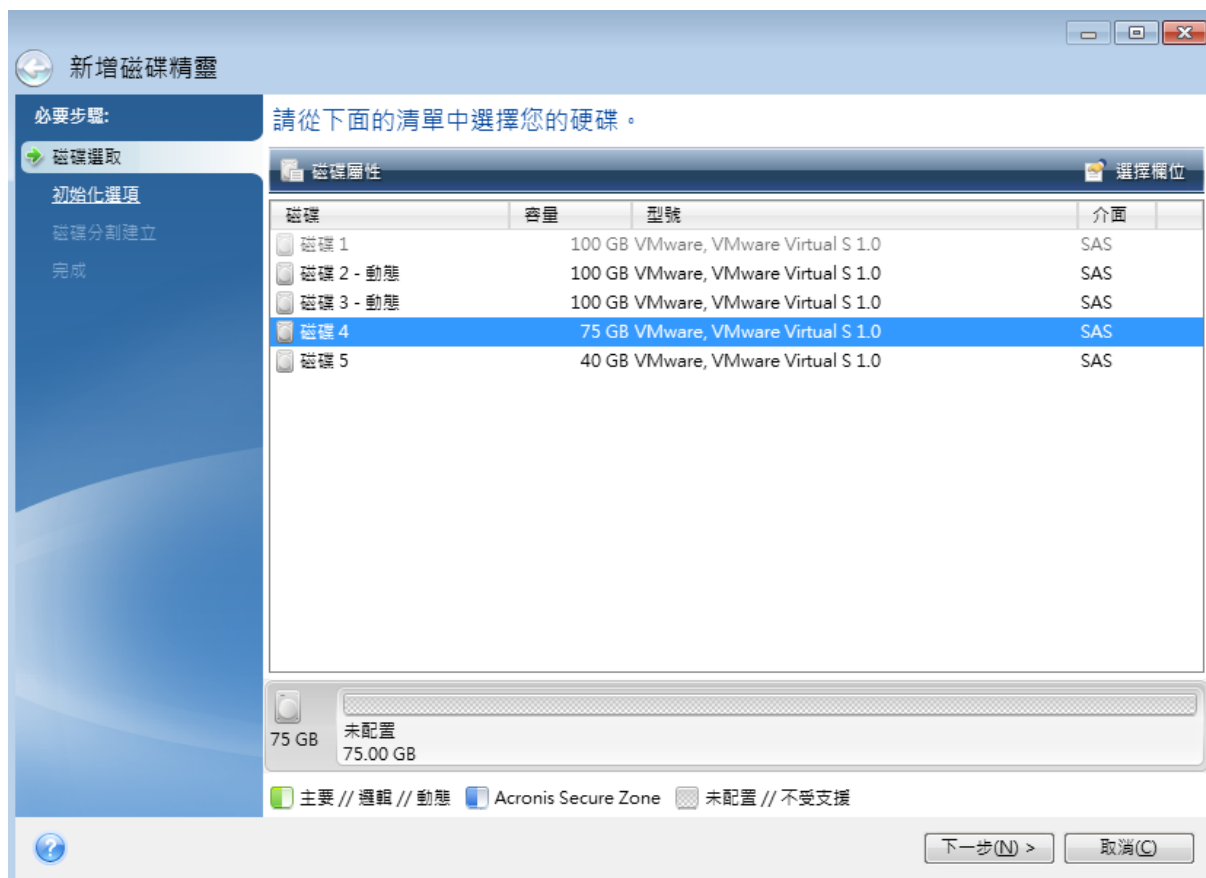 新增磁碟精靈
必要步驟:
磁碟選取
初始化選項
磁碟分割建立
完成
請從下面的清單中選擇您的硬碟。
磁碟屬性 選擇欄位
磁碟 容量 型號 介面
磁碟 1 100 GB VMware, VMware Virtual S 1.0 SAS
磁碟 2 - 動態 100 GB VMware, VMware Virtual S 1.0 SAS
磁碟 3 - 動態 100 GB VMware, VMware Virtual S 1.0 SAS
磁碟 4 75 GB VMware, VMware Virtual S 1.0 SAS
磁碟 5 40 GB VMware, VMware Virtual S 1.0 SAS
75 GB
未配置
75.00 GB
主要 // 邏輯 // 動態 Acronis Secure Zone 未配置 // 不受支援
下一步(N) > 取消(C)